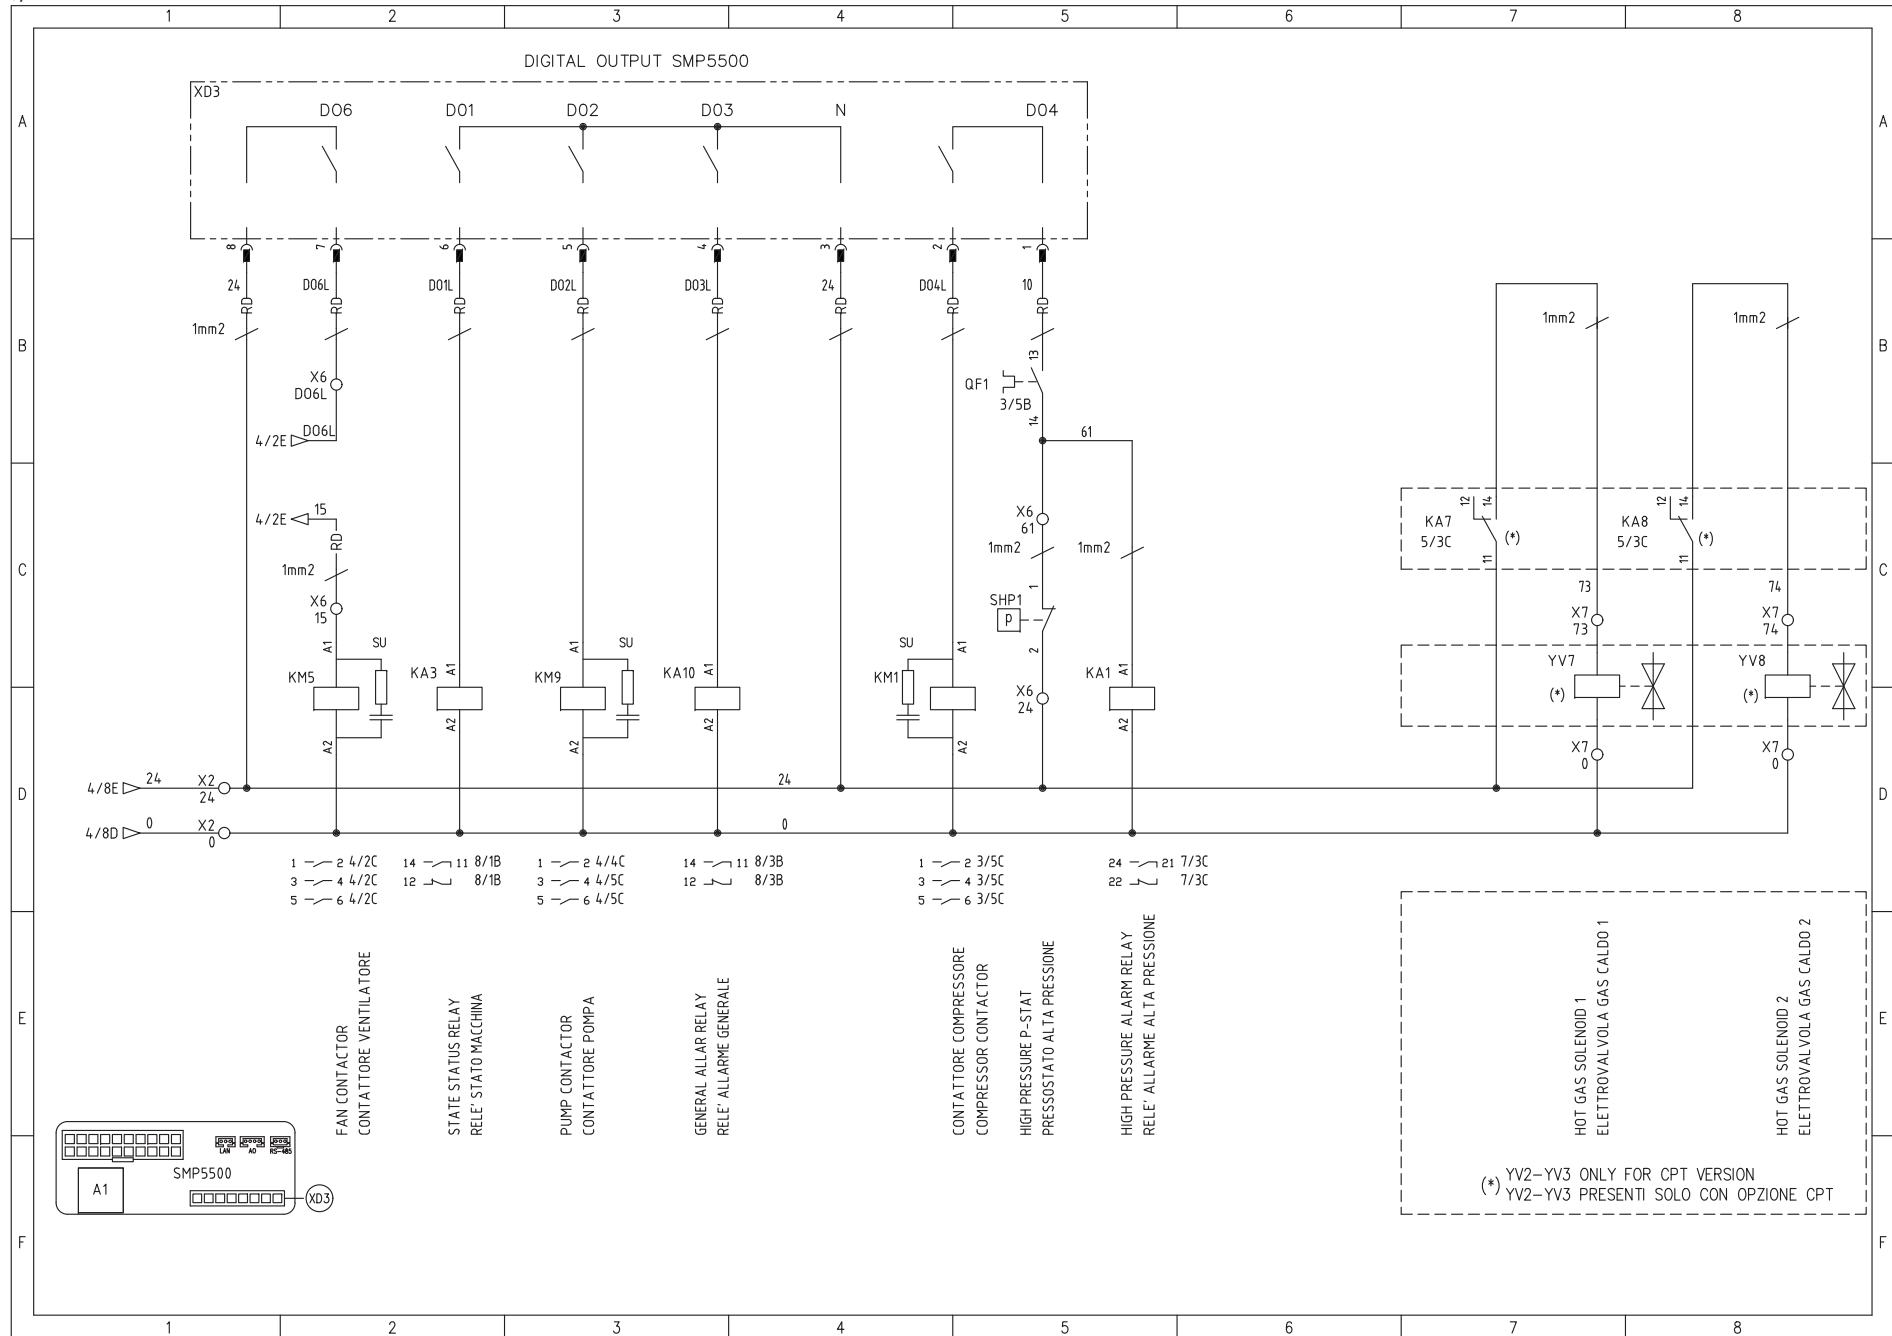 1 2 3 4 5 6 7 8
DIGITAL OUTPUT SMP5500
XD3
DO6 DO1 DO2 DO3 N DO4
A A
8 7 6 5 4 3 2 1
24 DO6L DO1L DO2L DO3L 24 DO4L 10
RD RD RD RD RD RD RD RD
1mm2 1mm2 1mm2
B B
13
X6
DO6L
QF1
3/5B
14
4/2E DO6L
61
4/2E 15
RD
12 14 12 14
KA7 KA8
5/3C (*) 5/3C (*)
11 11
X6
61
1mm2 1mm2 1mm2
C C
73 74
X6
15
1
SHP1
p
2
X7 X7
73 74
A1 SU A1 A1 SU A1 SU A1 A1
KM5 KA3 KM9 KA10 KM1 KA1
YV7 YV8
(*) (*)
X6
24
A2 A2 A2 A2 A2 A2
X7 X7
0 0
4/8E 24 X2 24
24
D D
4/8D 0 X2 0
0
1 2 4/2C 14 11 8/1B 1 2 4/4C 14 11 8/3B 1 2 3/5C 24 21 7/3C
3 4 4/2C 12 8/1B 3 4 4/5C 12 8/3B 3 4 3/5C 22 7/3C
5 6 4/2C 5 6 4/5C 5 6 3/5C
E E
FAN CONTACTOR
CONTATTORE VENTILATORE
STATE STATUS RELAY
RELE' STATO MACCHINA
PUMP CONTACTOR
CONTATTORE POMPA
GENERAL ALLAR RELAY
RELE' ALLARME GENERALE
CONTATTORE COMPRESSORE
COMPRESSOR CONTACTOR
HIGH PRESSURE P-STAT
PRESSOSTATO ALTA PRESSIONE
HIGH PRESSURE ALARM RELAY
RELE' ALLARME ALTA PRESSIONE
HOT GAS SOLENOID 1
ELETTROVALVOLA GAS CALDO 1
HOT GAS SOLENOID 2
ELETTROVALVOLA GAS CALDO 2
LAN AO RS-485
SMP5500
A1
XD3
(*) YV2-YV3 ONLY FOR CPT VERSION
YV2-YV3 PRESENTI SOLO CON OPZIONE CPT
F F
1 2 3 4 5 6 7 8